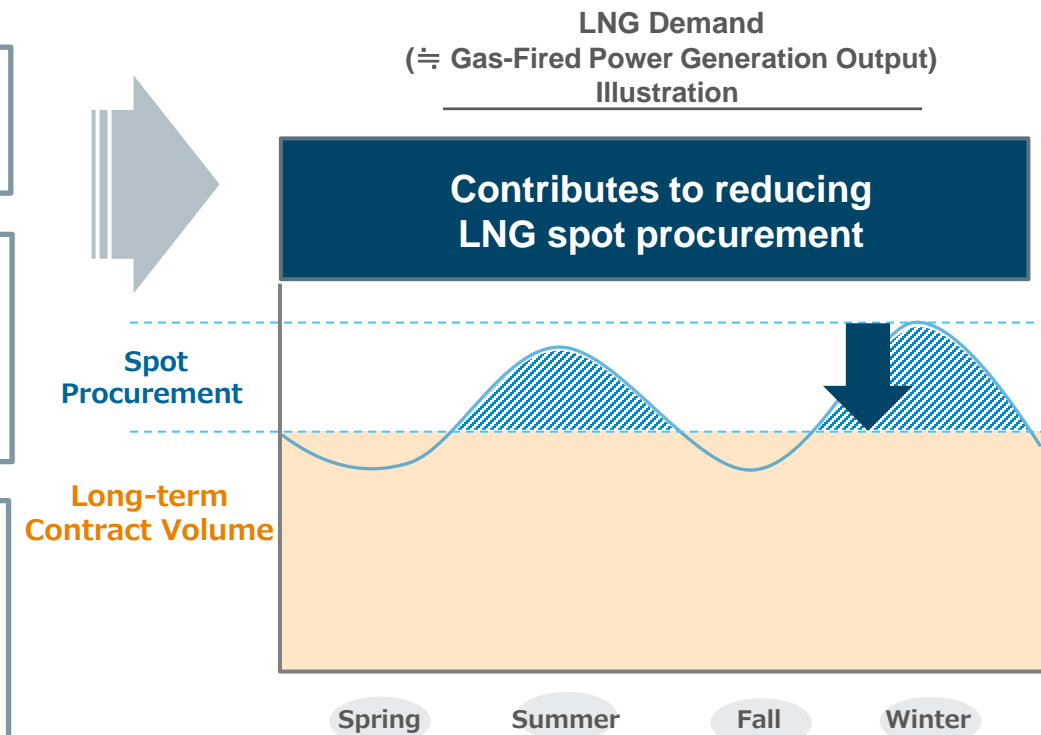 LNG Demand
(≒ Gas-Fired Power Generation Output)
Illustration
Contributes to reducing
LNG spot procurement
Spot
Procurement
Long-term
Contract Volume
Spring
Summer
Fall
Winter